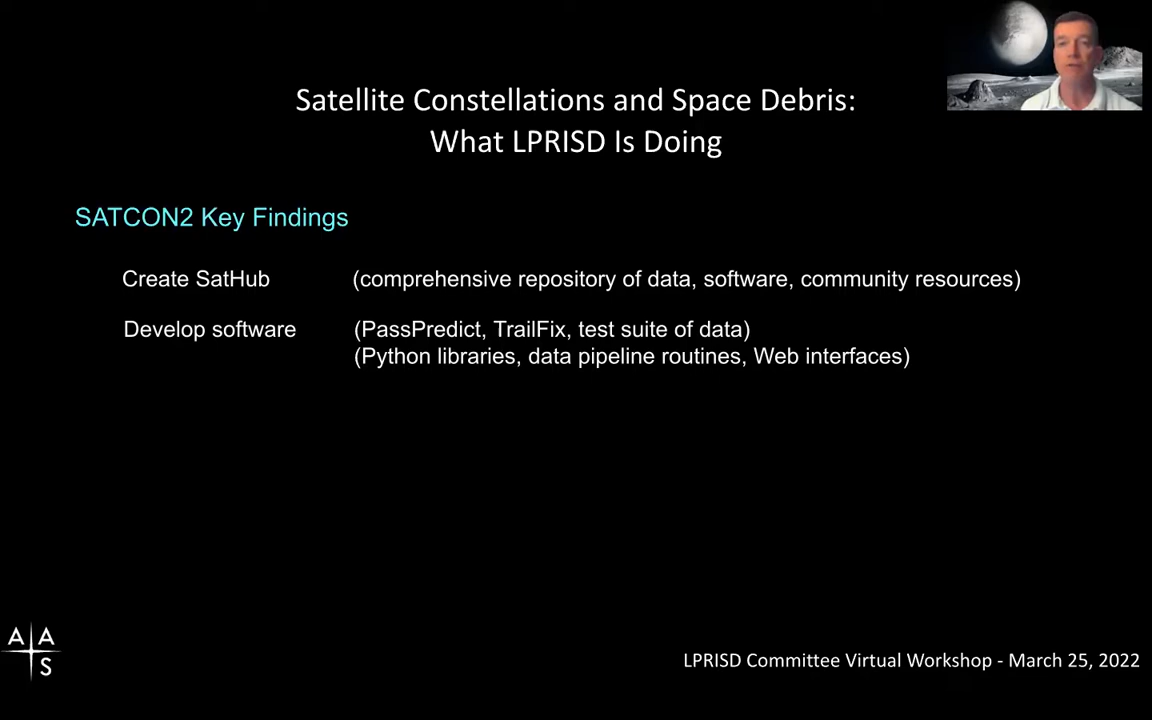 Satellite Constellations and Space Debris:
What LPRISD Is Doing
SATCON2 Key Findings
Create SatHub (comprehensive repository of data, software, community resources)
Develop software (PassPredict, TrailFix, test suite of data)
(Python libraries, data pipeline routines, Web interfaces)
A A
S
LPRISD Committee Virtual Workshop - March 25, 2022